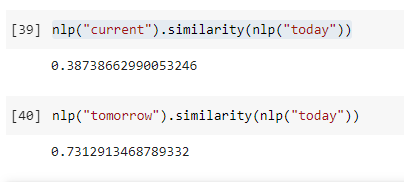 [39] nlp("current").similarity(nlp("today"))
0.38738662990053246
[40] nlp("tomorrow").similarity(nlp("today"))
0.7312913468789332